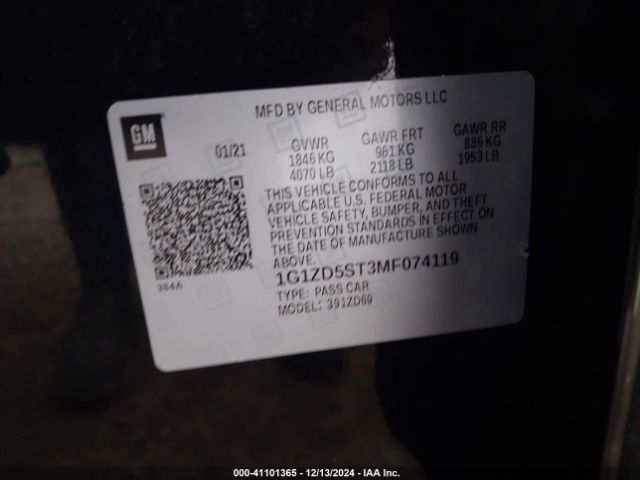 MFD BY GENERAL MOTORS LLC
GM
01/21
GVWR GAWR FRT GAWR RR
1846 KG 961 KG 886 KG
4070 LB 2118 LB 1953 LB
THIS VEHICLE CONFORMS TO ALL
APPLICABLE U.S. FEDERAL MOTOR
VEHICLE SAFETY, BUMPER, AND THEFT
PREVENTION STANDARDS IN EFFECT ON
THE DATE OF MANUFACTURE SHOWN
ABOVE.
384A
1G1ZD5ST3MF074119
TYPE: PASS CAR
MODEL: 391ZD69
000-41101365 - 12/13/2024 - IAA Inc.